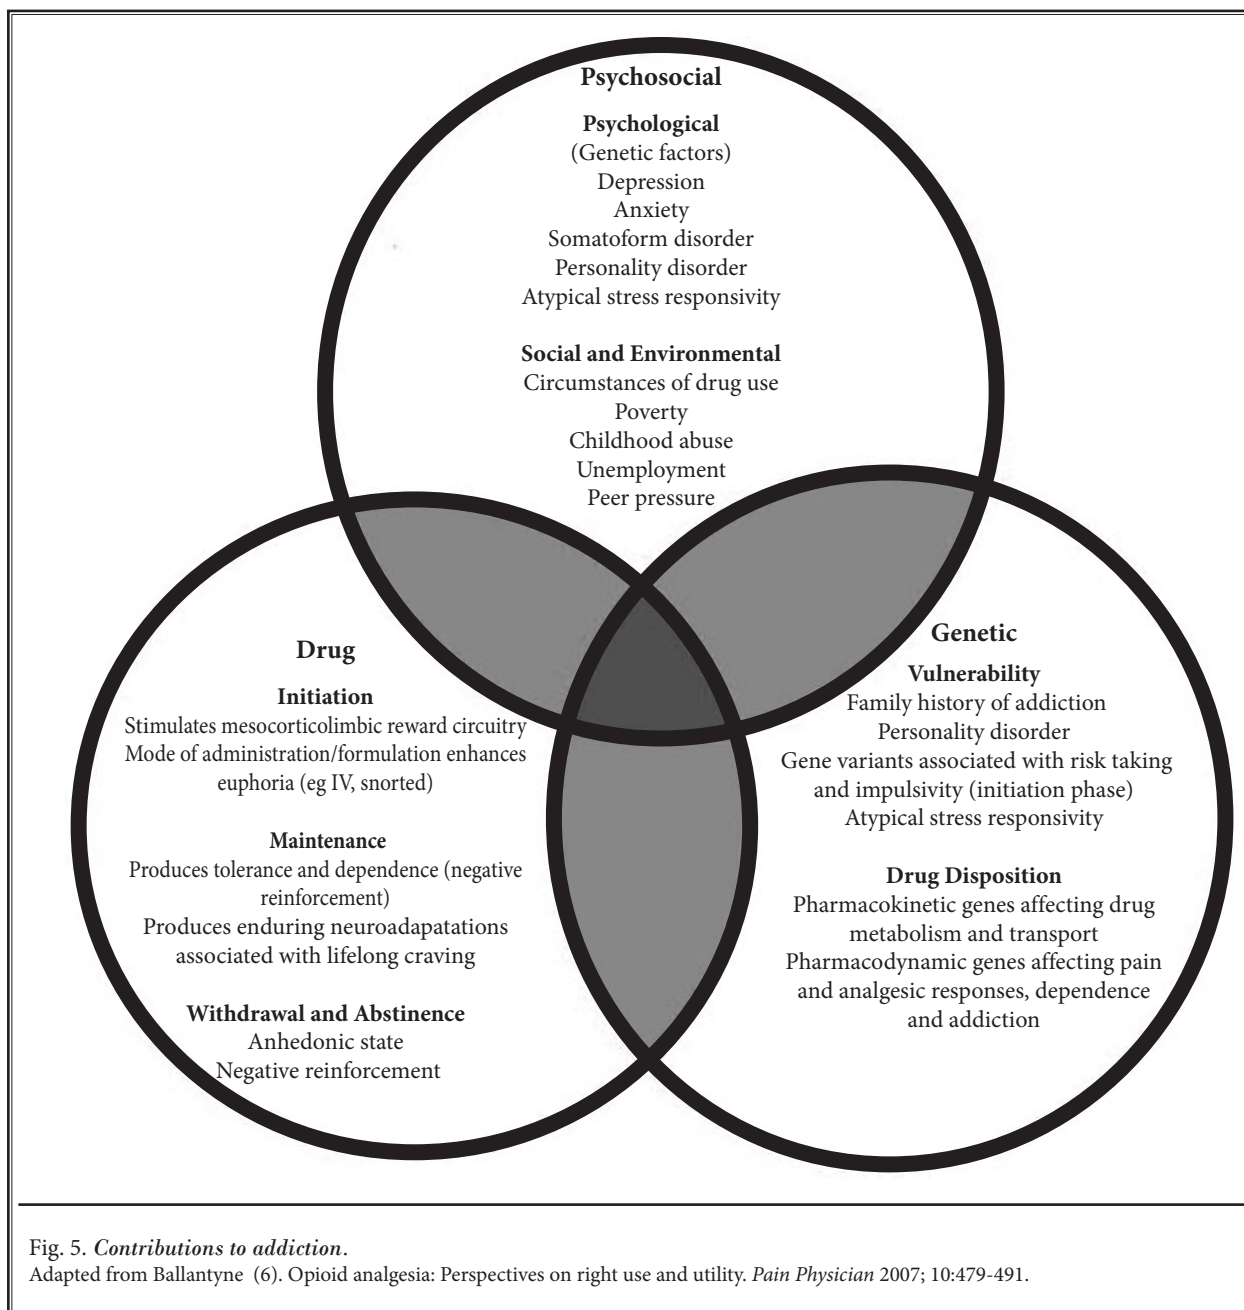 Psychosocial
Psychological
(Genetic factors)
Depression
Anxiety
Somatoform disorder
Personality disorder
Atypical stress responsivity
Social and Environmental
Circumstances of drug use
Poverty
Childhood abuse
Unemployment
Peer pressure
Drug
Initiation
Stimulates mesocorticolimbic reward circuitry
Mode of administration/formulation enhances
euphoria (eg IV, snorted)
Maintenance
Produces tolerance and dependence (negative
reinforcement)
Produces enduring neuroadapatations
associated with lifelong craving
Withdrawal and Abstinence
Anhedonic state
Negative reinforcement
Genetic
Vulnerability
Family history of addiction
Personality disorder
Gene variants associated with risk taking
and impulsivity (initiation phase)
Atypical stress responsivity
Drug Disposition
Pharmacokinetic genes affecting drug
metabolism and transport
Pharmacodynamic genes affecting pain
and analgesic responses, dependence
and addiction
Fig. 5. Contributions to addiction.
Adapted from Ballantyne (6). Opioid analgesia: Perspectives on right use and utility. Pain Physician 2007; 10:479-491.